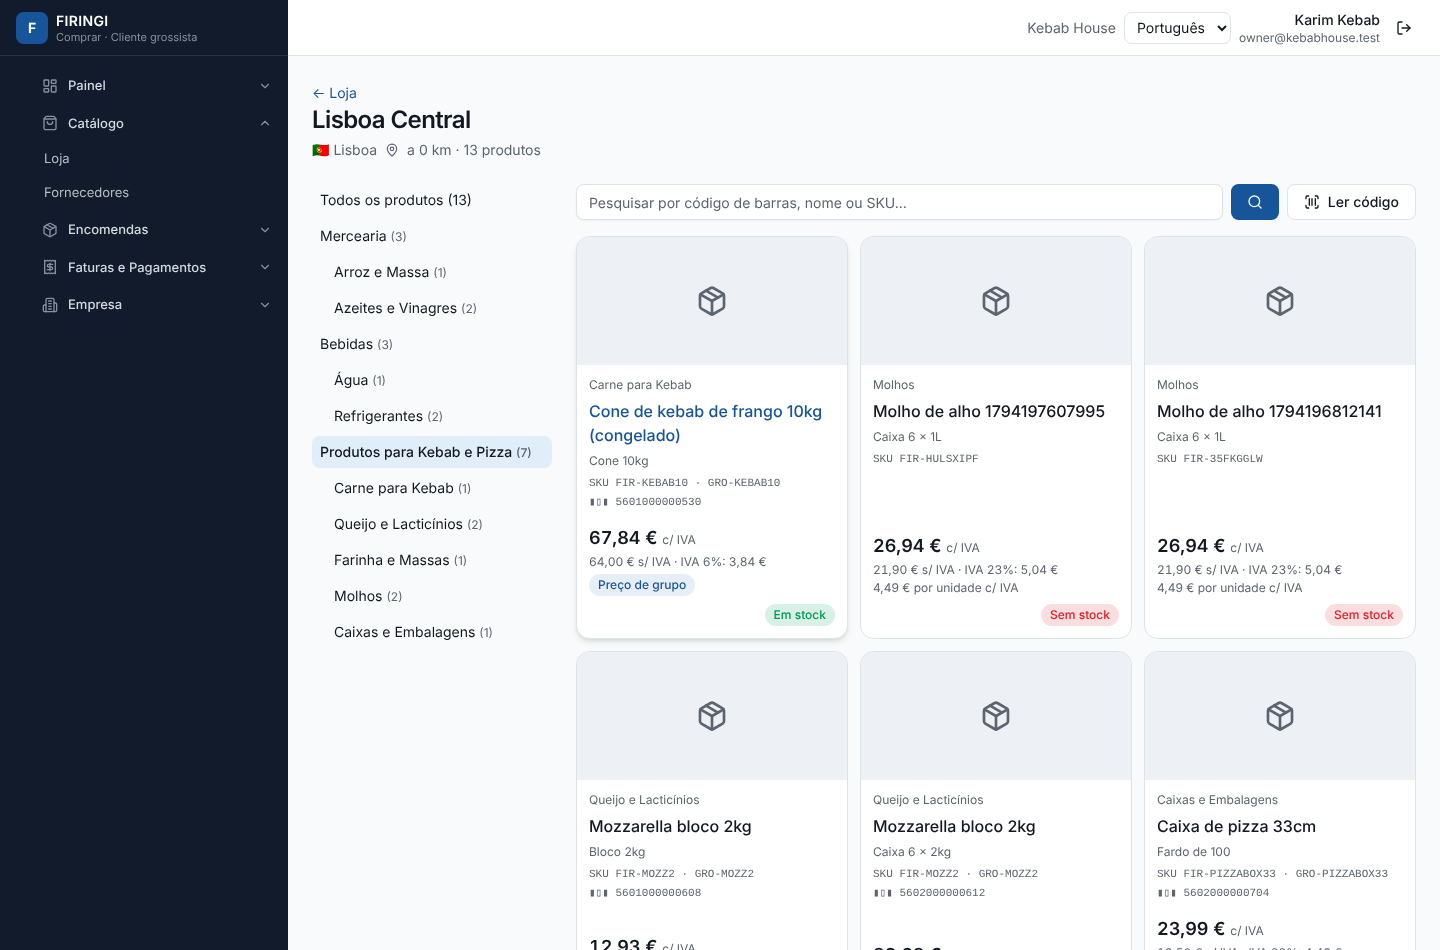 F
FIRINGI
Comprar · Cliente grossista
Painel
Catálogo
Loja
Fornecedores
Encomendas
Faturas e Pagamentos
Empresa
Kebab House
Português
Karim Kebab
owner@kebabhouse.test
← Loja
Lisboa Central
🇵🇹 Lisboa a 0 km · 13 produtos
Todos os produtos (13)
Mercearia (3)
Arroz e Massa (1)
Azeites e Vinagres (2)
Bebidas (3)
Água (1)
Refrigerantes (2)
Produtos para Kebab e Pizza (7)
Carne para Kebab (1)
Queijo e Lacticínios (2)
Farinha e Massas (1)
Molhos (2)
Caixas e Embalagens (1)
Pesquisar por código de barras, nome ou SKU...
Ler código
Carne para Kebab
Cone de kebab de frango 10kg
(congelado)
Cone 10kg
SKU FIR-KEBAB10 · GRO-KEBAB10
5601000000530
67,84 € c/ IVA
64,00 € s/ IVA · IVA 6%: 3,84 €
Preço de grupo
Em stock
Molhos
Molho de alho 1794197607995
Caixa 6 × 1L
SKU FIR-HULSXIPF
26,94 € c/ IVA
21,90 € s/ IVA · IVA 23%: 5,04 €
4,49 € por unidade c/ IVA
Sem stock
Molhos
Molho de alho 1794196812141
Caixa 6 × 1L
SKU FIR-35FKGGLW
26,94 € c/ IVA
21,90 € s/ IVA · IVA 23%: 5,04 €
4,49 € por unidade c/ IVA
Sem stock
Queijo e Lacticínios
Mozzarella bloco 2kg
Bloco 2kg
SKU FIR-MOZZ2 · GRO-MOZZ2
5601000000608
12,93 € c/ IVA
Queijo e Lacticínios
Mozzarella bloco 2kg
Caixa 6 × 2kg
SKU FIR-MOZZ2 · GRO-MOZZ2
5602000000612
Caixas e Embalagens
Caixa de pizza 33cm
Fardo de 100
SKU FIR-PIZZABOX33 · GRO-PIZZABOX33
5602000000704
23,99 € c/ IVA